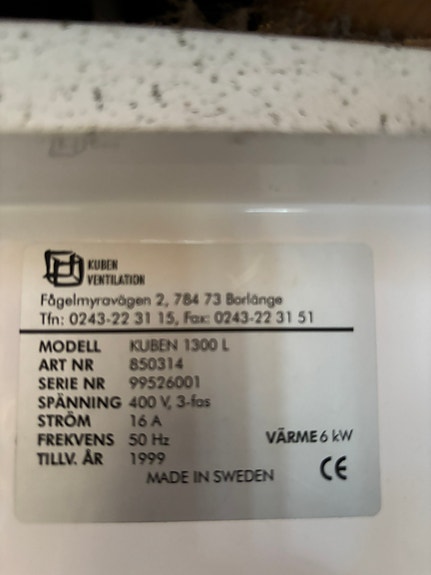 KUBEN
VENTILATION
Fågelmyravägen 2, 784 73 Borlänge
Tfn: 0243-22 31 15, Fax: 0243-22 31 51
MODELL KUBEN 1300 L
ART NR 850314
SERIE NR 99526001
SPÄNNING 400 V, 3-fas
STRÖM 16 A
FREKVENS 50 Hz VÄRME 6 kW
TILLV. ÅR 1999
MADE IN SWEDEN CE